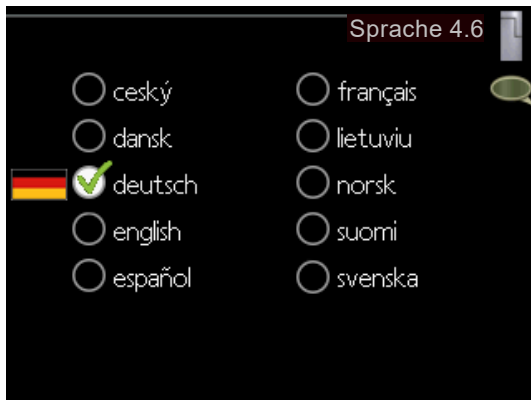 Sprache 4.6
ceský
dansk
deutsch
english
español
français
lietuviu
norsk
suomi
svenska